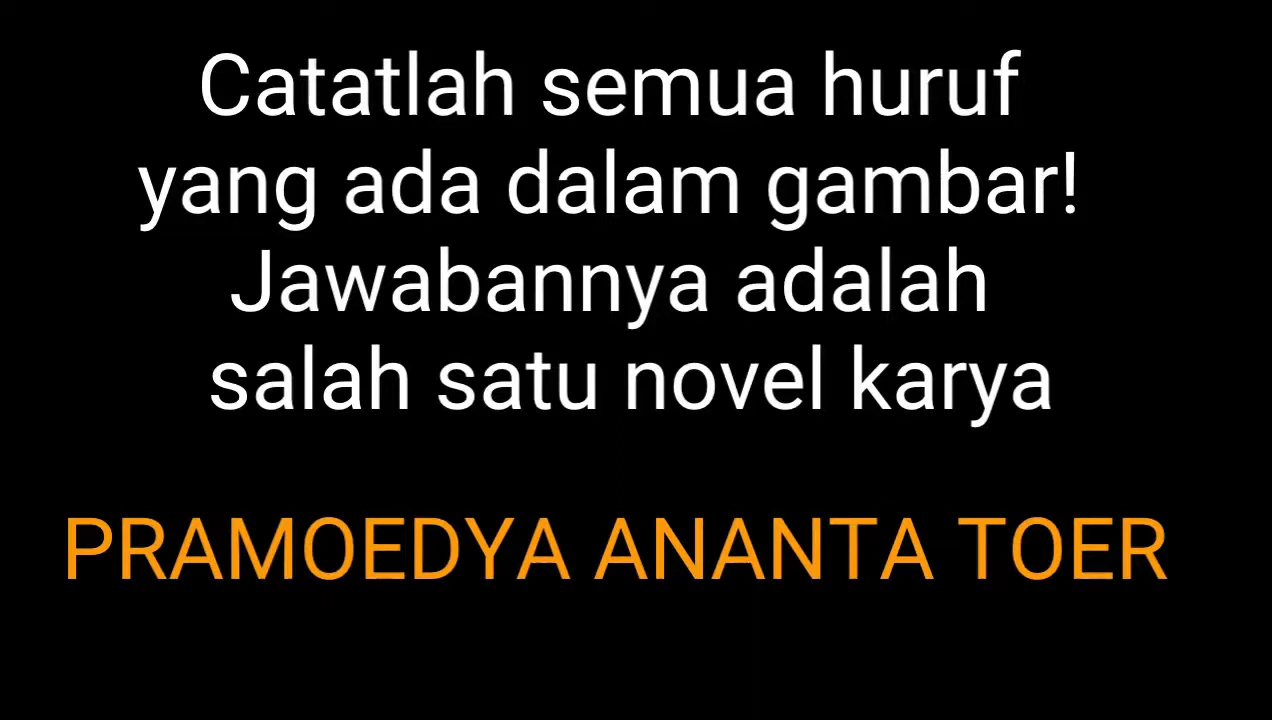 Catatlah semua huruf
yang ada dalam gambar!
Jawabannya adalah
salah satu novel karya
PRAMOEDYA ANANTA TOER